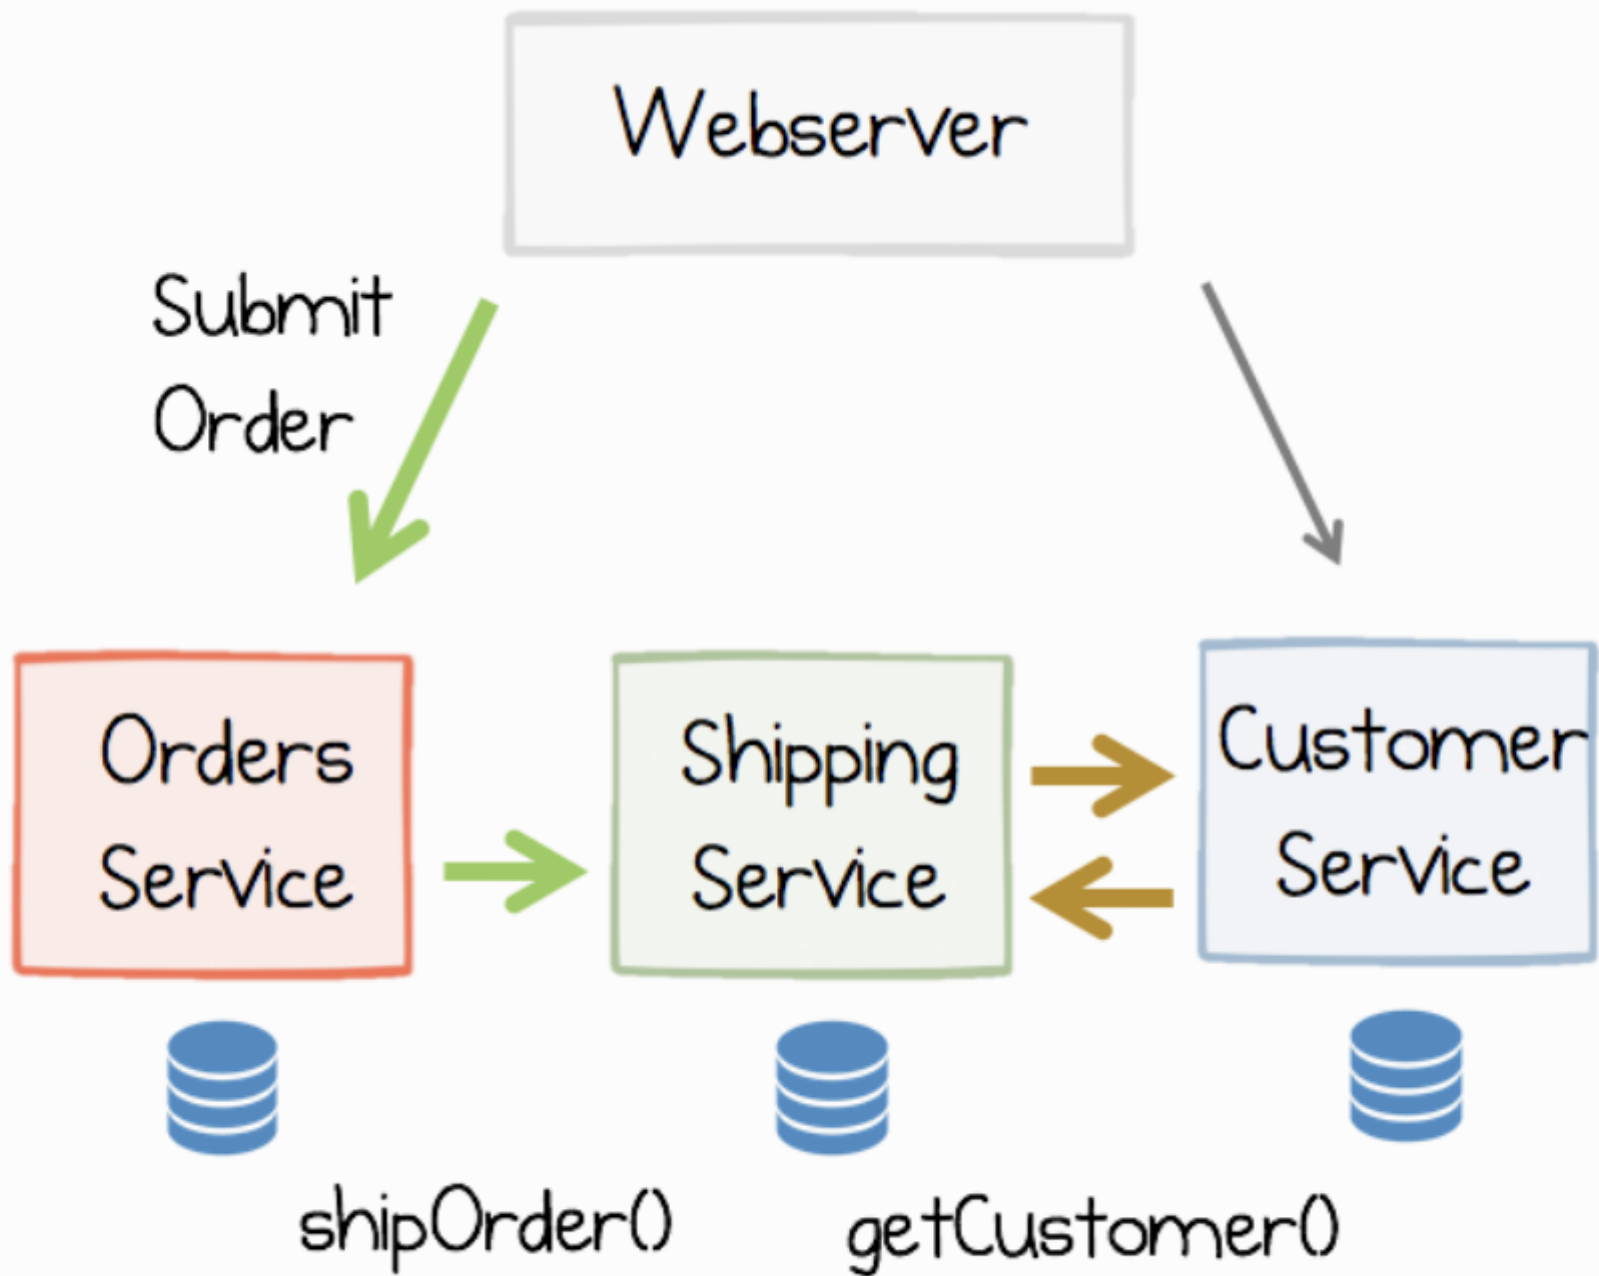 Webserver
Submit
Order
Orders
Service
Shipping
Service
Customer
Service
shipOrder()
getCustomer()